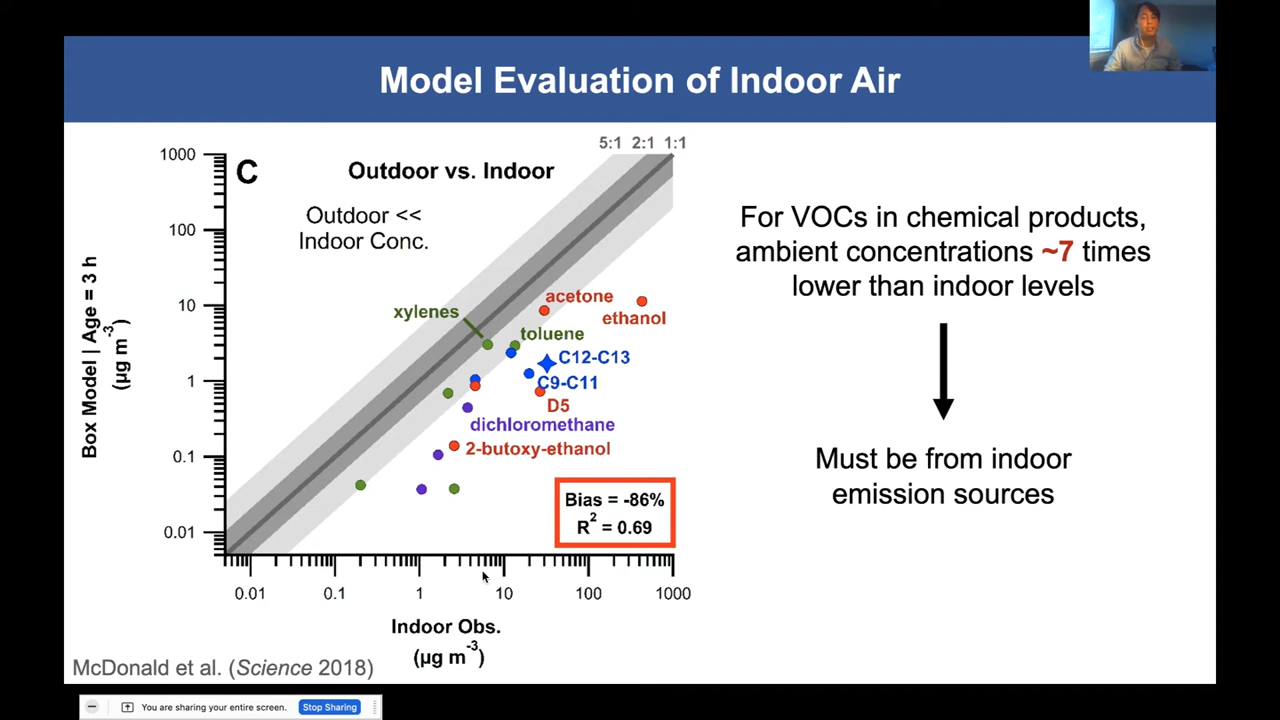 Model Evaluation of Indoor Air
5:1 2:1 1:1
C
Outdoor vs. Indoor
Outdoor <<
Indoor Conc.
1000
100
10
1
0.1
0.01
Box Model | Age = 3 h
(µg m⁻³)
xylenes
acetone
ethanol
toluene
C12-C13
C9-C11
D5
dichloromethane
2-butoxy-ethanol
Bias = -86%
R² = 0.69
0.01 0.1 1 10 100 1000
Indoor Obs.
(µg m⁻³)
For VOCs in chemical products,
ambient concentrations ~7 times
lower than indoor levels
Must be from indoor
emission sources
McDonald et al. (Science 2018)
You are sharing your entire screen. Stop Sharing